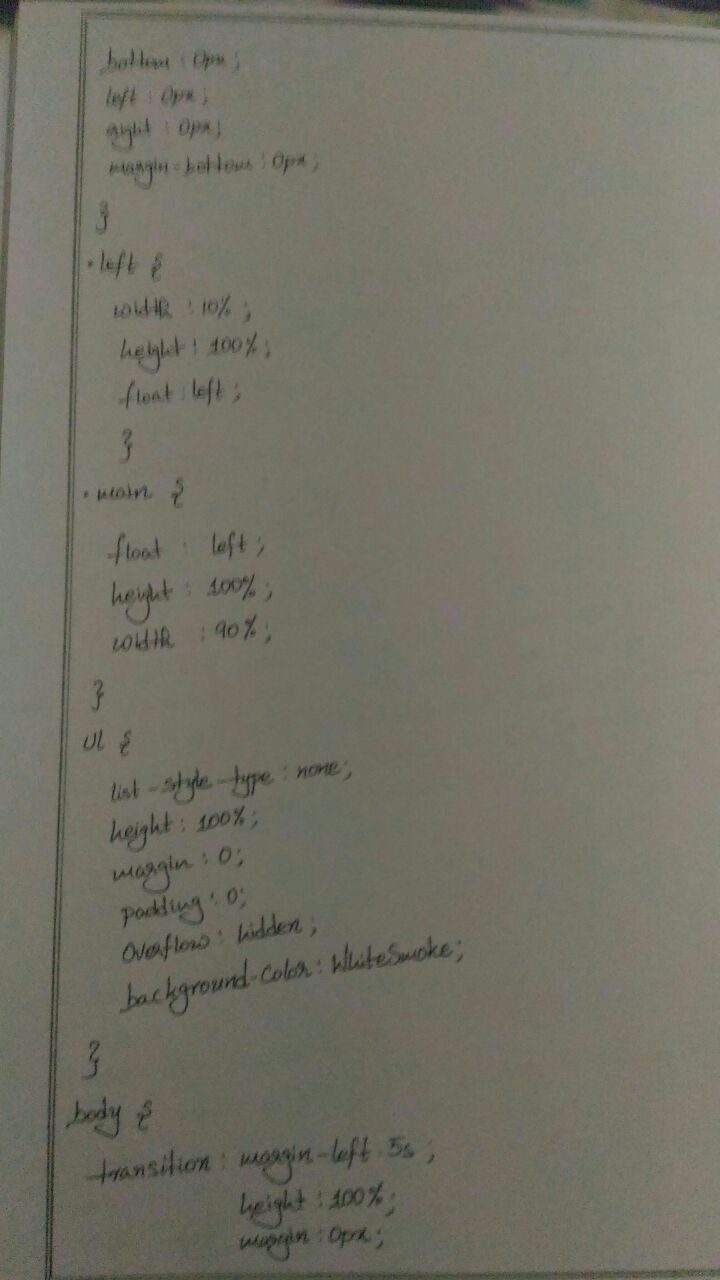 bottom : 0px ;
left : 0px ;
right : 0px ;
margin-bottom : 0px ;
}
.left {
width : 10% ;
height : 100% ;
float : left ;
}
.main {
float : left ;
height : 100% ;
width : 90% ;
}
Ul {
list-style-type : none ;
height : 100% ;
margin : 0 ;
padding : 0 ;
Overflow : hidden ;
background-color : WhiteSmoke ;
}
body {
transition : margin-left 5s ;
height : 100% ;
margin : 0px ;